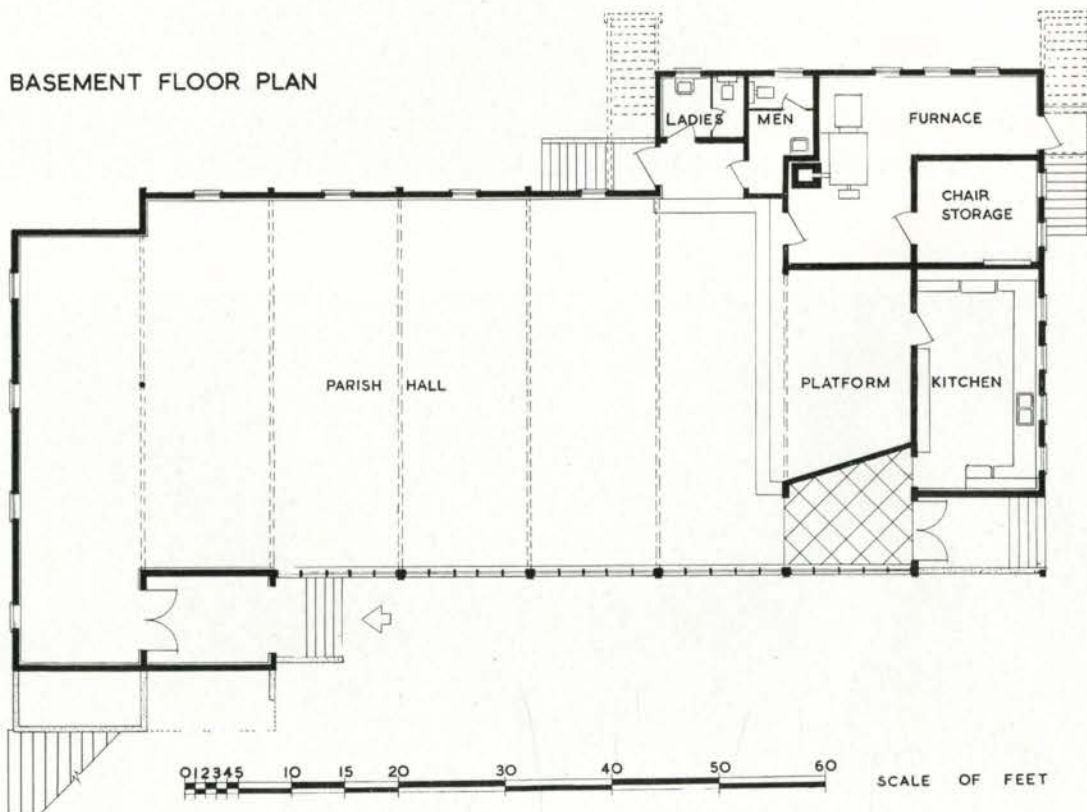 BASEMENT FLOOR PLAN
LADIES
MEN
FURNACE
CHAIR
STORAGE
PARISH HALL
PLATFORM
KITCHEN
0 1 2 3 4 5 10 15 20 30 40 50 60
SCALE OF FEET